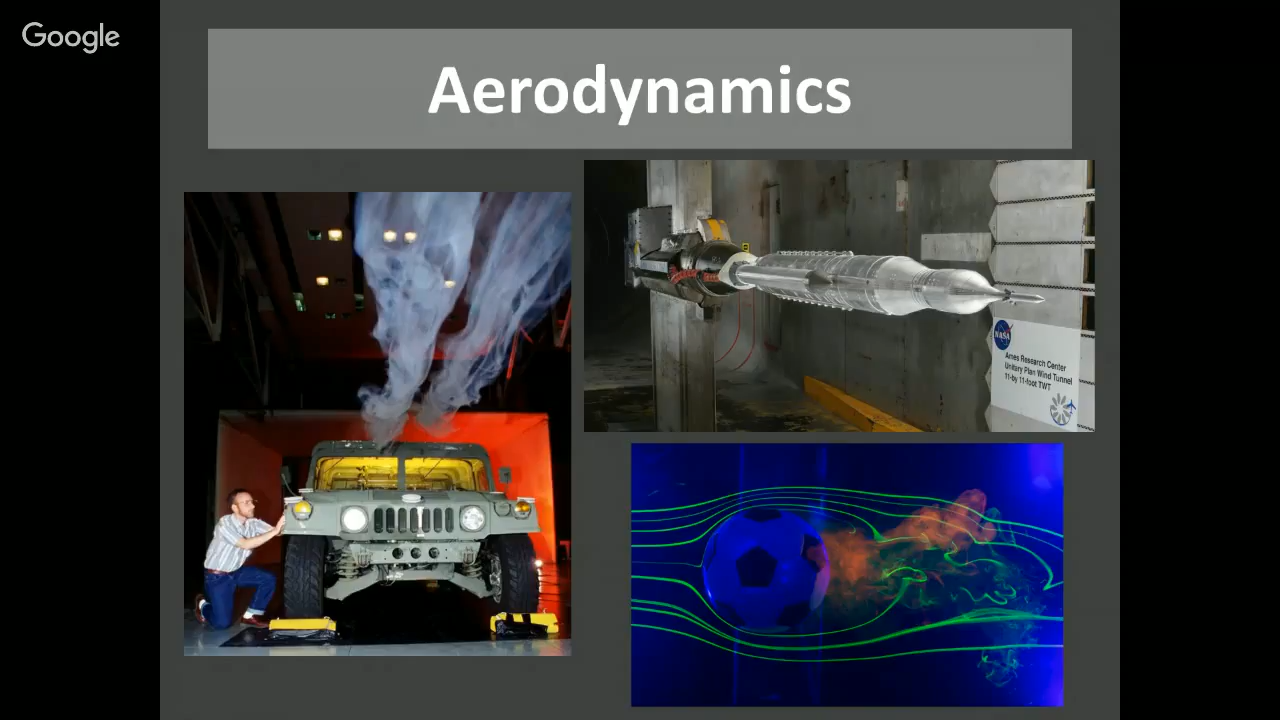 Google
Aerodynamics
NASA
Ames Research Center
Unitary Plan Wind Tunnel
11-by 11-foot TWT